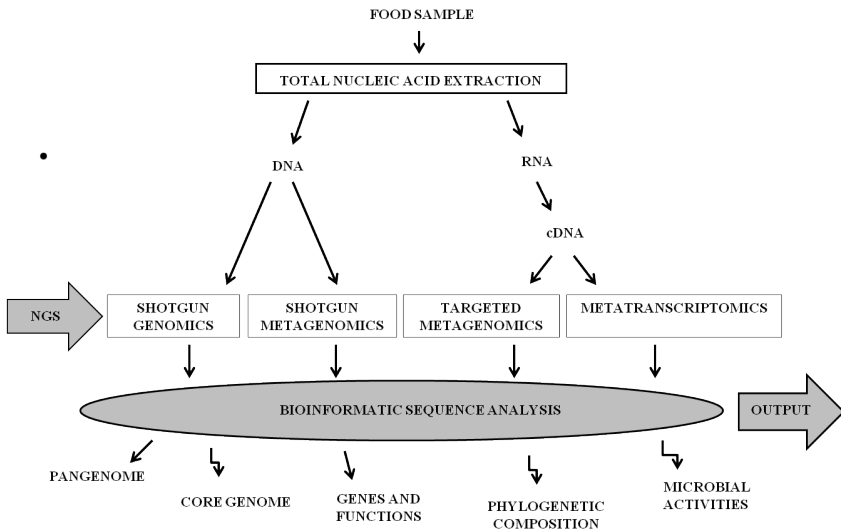 FOOD SAMPLE
TOTAL NUCLEIC ACID EXTRACTION
DNA
RNA
cDNA
NGS
SHOTGUN
GENOMICS
SHOTGUN
METAGENOMICS
TARGETED
METAGENOMICS
METATRANSCRIPTOMICS
BIOINFORMATIC SEQUENCE ANALYSIS
OUTPUT
PANGENOME
CORE GENOME
GENES AND
FUNCTIONS
PHYLOGENETIC
COMPOSITION
MICROBIAL
ACTIVITIES